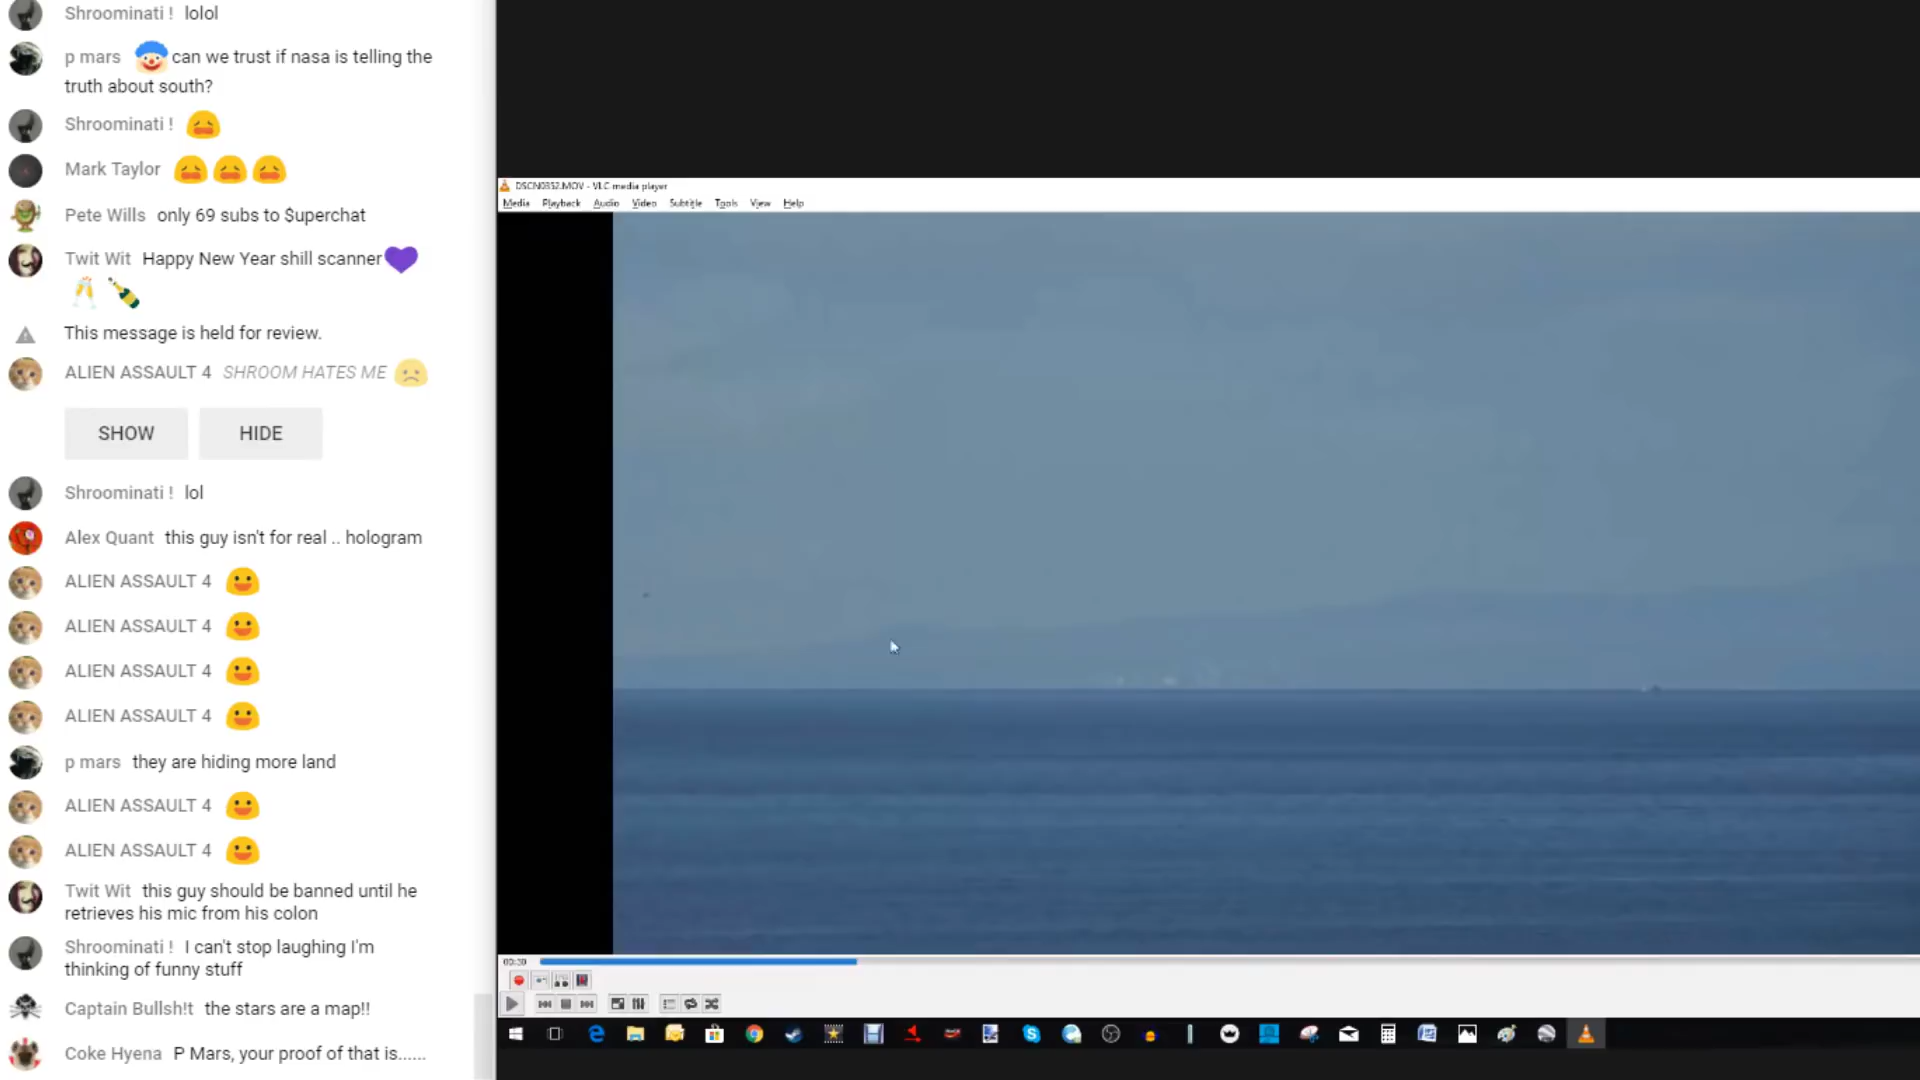 Shroominati ! lolol
p mars can we trust if nasa is telling the
truth about south?
Shroominati !
Mark Taylor
Pete Wills only 69 subs to $uperchat
Twit Wit Happy New Year shill scanner
This message is held for review.
ALIEN ASSAULT 4 SHROOM HATES ME
SHOW HIDE
Shroominati ! lol
Alex Quant this guy isn't for real .. hologram
ALIEN ASSAULT 4
ALIEN ASSAULT 4
ALIEN ASSAULT 4
ALIEN ASSAULT 4
p mars they are hiding more land
ALIEN ASSAULT 4
ALIEN ASSAULT 4
Twit Wit this guy should be banned until he
retrieves his mic from his colon
Shroominati ! I can't stop laughing I'm
thinking of funny stuff
Captain Bullsh!t the stars are a map!!
Coke Hyena P Mars, your proof of that is......
DSCN0352.MOV - VLC media player
Media Playback Audio Video Subtitle Tools View Help
00:30